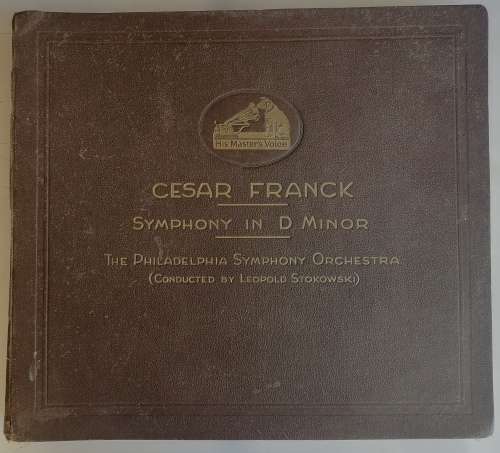 His Master's Voice
CESAR FRANCK
SYMPHONY IN D MINOR
THE PHILADELPHIA SYMPHONY ORCHESTRA
(CONDUCTED BY LEOPOLD STOKOWSKI)